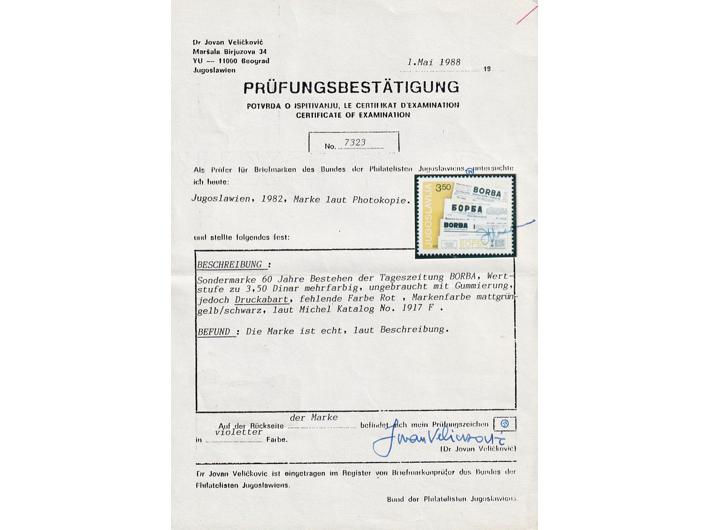 Dr Jovan Veličković
Maršala Birjuzova 34
YU — 11000 Beograd
Jugoslawien
1.Mai 1988
19
PRÜFUNGSBESTÄTIGUNG
POTVRDA O ISPITIVANJU, LE CERTIFIKAT D'EXAMINATION
CERTIFICATE OF EXAMINATION
No. 7323
Als Prüfer für Briefmarken des Bundes der Philatelisten Jugoslawiens, untersuchte
ich heute:
Jugoslawien, 1982, Marke laut Photokopie.
JUGOSLAVIJA
3,50
BORBA
БОРБА
BORBA
und stellte folgendes fest:
BESCHREIBUNG :
Sondermarke 60 Jahre Bestehen der Tageszeitung BORBA, Wert-
stufe zu 3,50 Dinar mehrfarbig, ungebraucht mit Gummierung,
jedoch Druckabart, fehlende Farbe Rot , Markenfarbe mattgrün-
gelb/schwarz, laut Michel Katalog No. 1917 F .
BEFUND : Die Marke ist echt, laut Beschreibung.
Auf der Rückseite der Marke befindet sich mein Prüfungszeichen
in violetter Farbe.
Jovan Veličković
(Dr Jovan Veličković)
Dr Jovan Veličković ist eingetragen im Register von Briefmarkenprüfer des Bundes der
Philatelisten Jugoslawiens.
Bund der Philatelisten Jugoslawiens